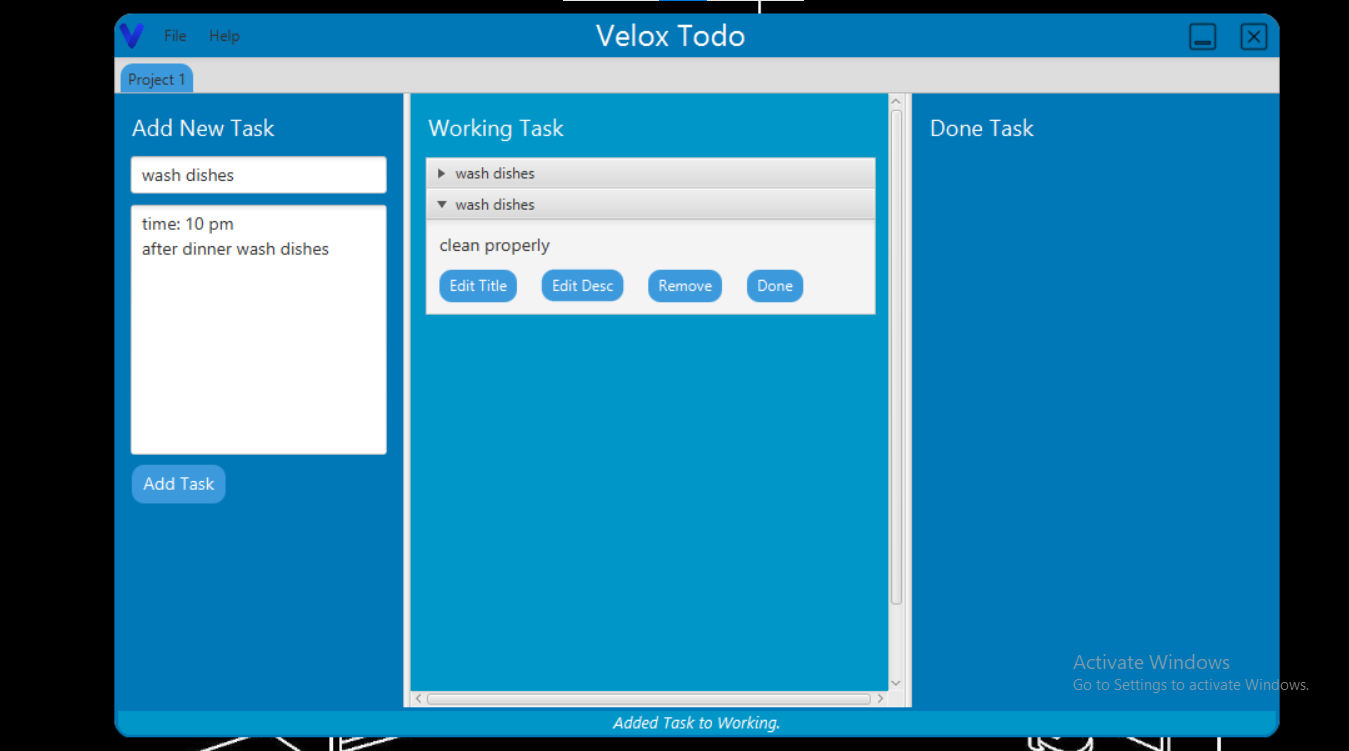 File Help
Velox Todo
Project 1
Add New Task
wash dishes
time: 10 pm
after dinner wash dishes
Add Task
Working Task
wash dishes
wash dishes
clean properly
Edit Title Edit Desc Remove Done
Done Task
Activate Windows
Go to Settings to activate Windows.
Added Task to Working.